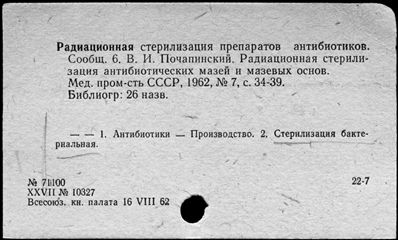 Радиационная стерилизация препаратов антибиотиков.
Сообщ. 6. В. И. Почапинский. Радиационная стерили-
зация антибиотических мазей и мазевых основ.
Мед. пром-сть СССР, 1962, № 7, с. 34-39.
Библиогр: 26 назв.
— — 1. Антибиотики — Производство. 2. Стерилизация бакте-
риальная.
№ 71100 22-7
XXVII № 10327
Всесоюз. кн. палата 16 VIII 62